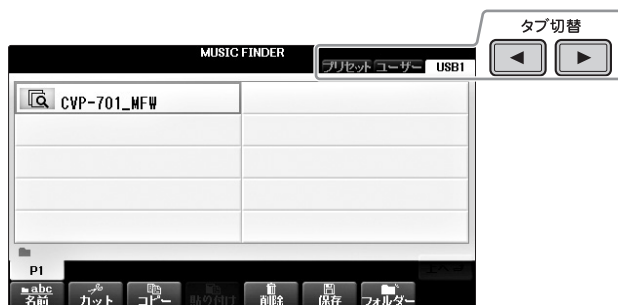 タブ切替
MUSIC FINDER
プリセット ユーザー USB1
CVP-701_MFW
P1
abc
名前 カット コピー 貼り付け 削除 保存 フォルダー